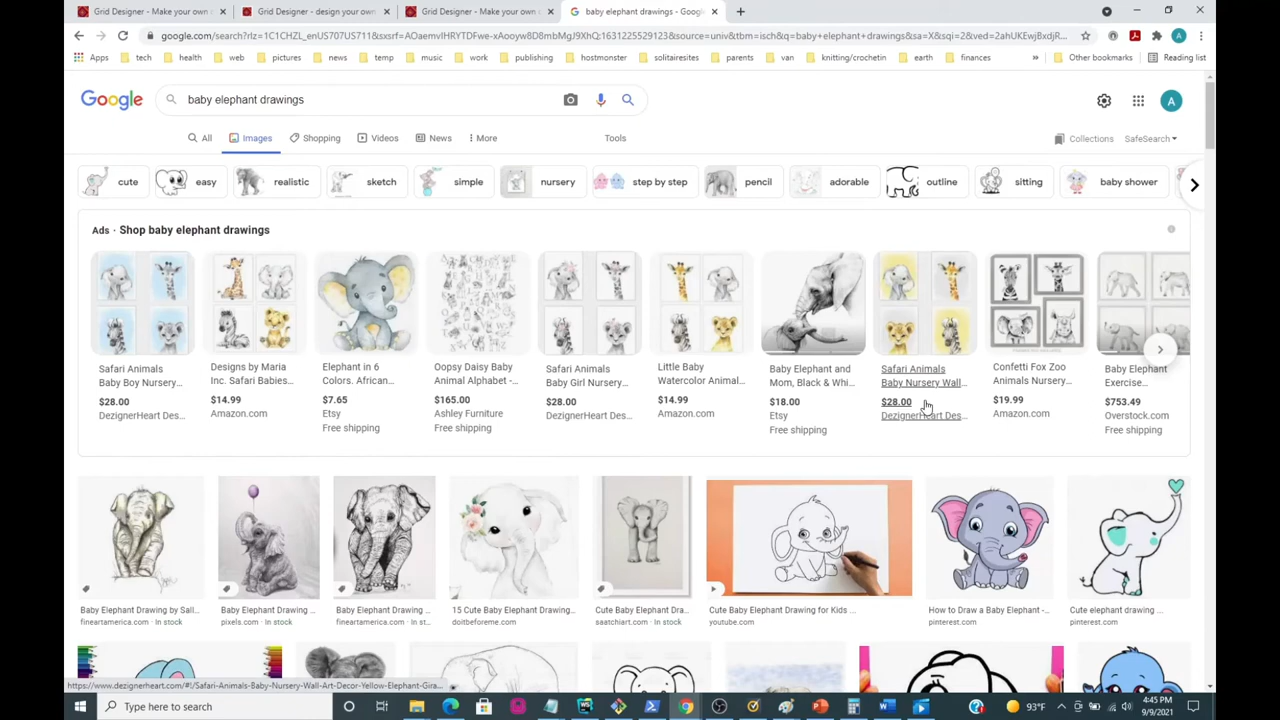 Grid Designer - Make your own c
Grid Designer - design your own
Grid Designer - Make your own c
baby elephant drawings - Google
google.com/search?rlz=1C1CHZL_enUS707US711&sxsrf=AOaemvIHRYTDFwe-xAooyw8D0mbMgJ9XhQ:1631225529123&source=univ&tbm=isch&q=baby+elephant+drawings&sa=X&sqi=2&ved=2ahUKEwjBxdjR...
Apps tech health web pictures news temp music work publishing hostmonster solitairesites parents van knitting/crochetin earth finances » Other bookmarks Reading list
Google
baby elephant drawings
A
All Images Shopping Videos News More Tools Collections SafeSearch
cute easy realistic sketch simple nursery step by step pencil adorable outline sitting baby shower
Ads · Shop baby elephant drawings
Safari Animals
Baby Boy Nursery...
$28.00
DezignerHeart Des...
Designs by Maria
Inc. Safari Babies...
$14.99
Amazon.com
Elephant in 6
Colors. African...
$7.65
Etsy
Free shipping
Oopsy Daisy Baby
Animal Alphabet -...
$165.00
Ashley Furniture
Free shipping
Safari Animals
Baby Girl Nursery...
$28.00
DezignerHeart Des...
Little Baby
Watercolor Animal...
$14.99
Amazon.com
Baby Elephant and
Mom, Black & Whi...
$18.00
Etsy
Free shipping
Safari Animals
Baby Nursery Wall...
$28.00
DezignerHeart Des...
Confetti Fox Zoo
Animals Nursery...
$19.99
Amazon.com
Baby Elephant
Exercise...
$753.49
Overstock.com
Free shipping
Baby Elephant Drawing by Sall...
fineartamerica.com · In stock
Baby Elephant Drawing ...
pixels.com · In stock
Baby Elephant Drawing ...
fineartamerica.com · In st...
15 Cute Baby Elephant Drawing...
doitbeforeme.com
Cute Baby Elephant Dra...
saatchiart.com · In stock
Cute Baby Elephant Drawing for Kids ...
youtube.com
How to Draw a Baby Elephant -...
pinterest.com
Cute elephant drawing ...
pinterest.com
https://www.dezignerheart.com/#!/Safari-Animals-Baby-Nursery-Wall-Art-Decor-Yellow-Elephant-Gira...
Type here to search
93°F
4:45 PM
9/9/2021